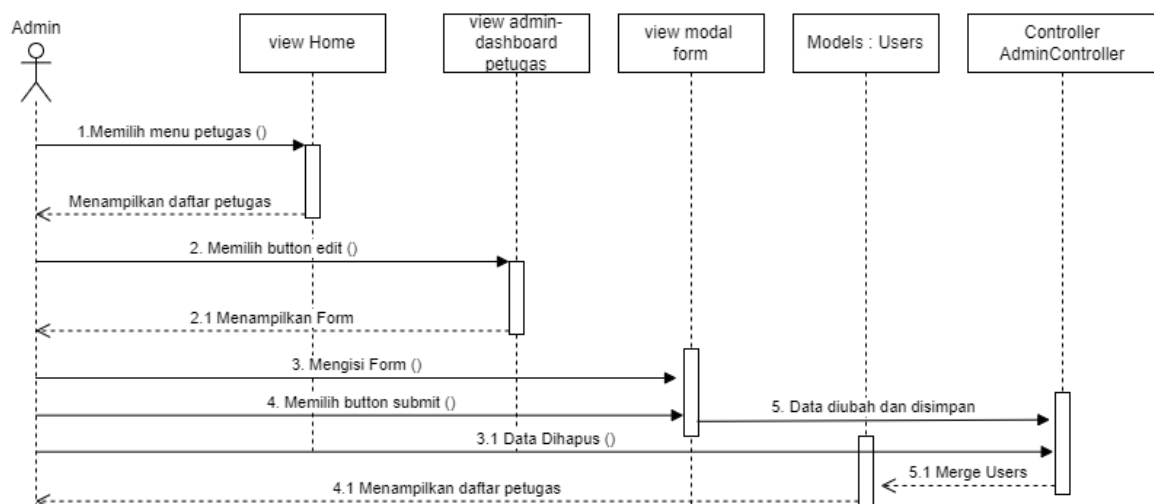 Admin
view Home
view admin-
dashboard
petugas
view modal
form
Models : Users
Controller
AdminController
1.Memilih menu petugas ()
Menampilkan daftar petugas
2. Memilih button edit ()
2.1 Menampilkan Form
3. Mengisi Form ()
4. Memilih button submit ()
5. Data diubah dan disimpan
3.1 Data Dihapus ()
5.1 Merge Users
4.1 Menampilkan daftar petugas